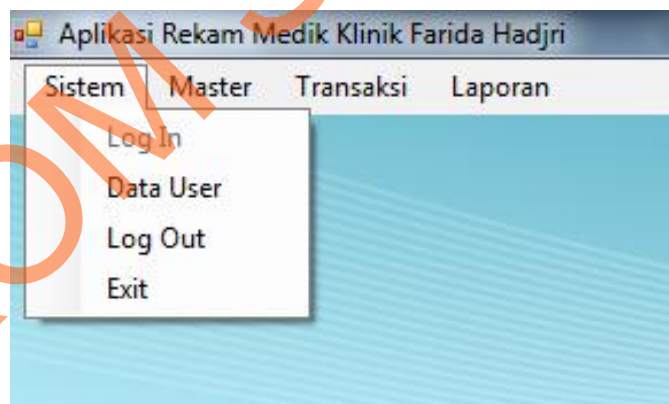 Aplikasi Rekam Medik Klinik Farida Hadjri
Sistem Master Transaksi Laporan
Log In
Data User
Log Out
Exit